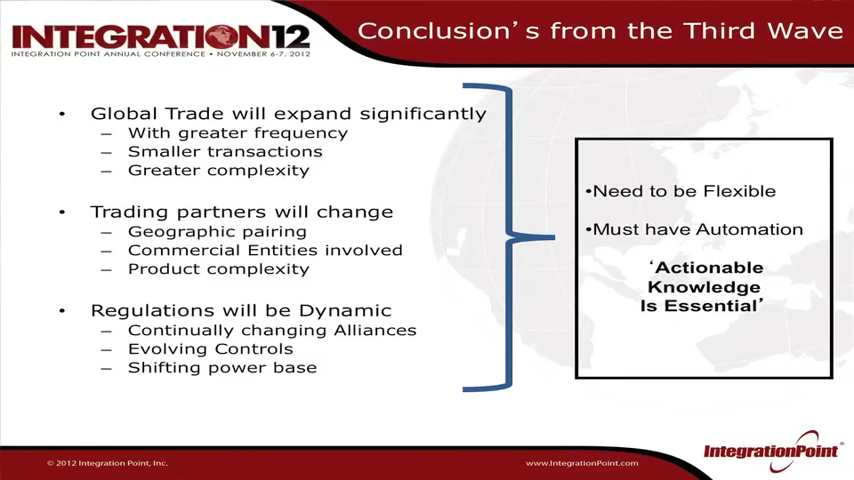 INTEGRATION12
INTEGRATION POINT ANNUAL CONFERENCE • NOVEMBER 6-7, 2012
Conclusion's from the Third Wave
• Global Trade will expand significantly
– With greater frequency
– Smaller transactions
– Greater complexity
• Trading partners will change
– Geographic pairing
– Commercial Entities involved
– Product complexity
• Regulations will be Dynamic
– Continually changing Alliances
– Evolving Controls
– Shifting power base
•Need to be Flexible
•Must have Automation
‘Actionable
Knowledge
Is Essential’
© 2012 Integration Point, Inc.
www.IntegrationPoint.com
IntegrationPoint®